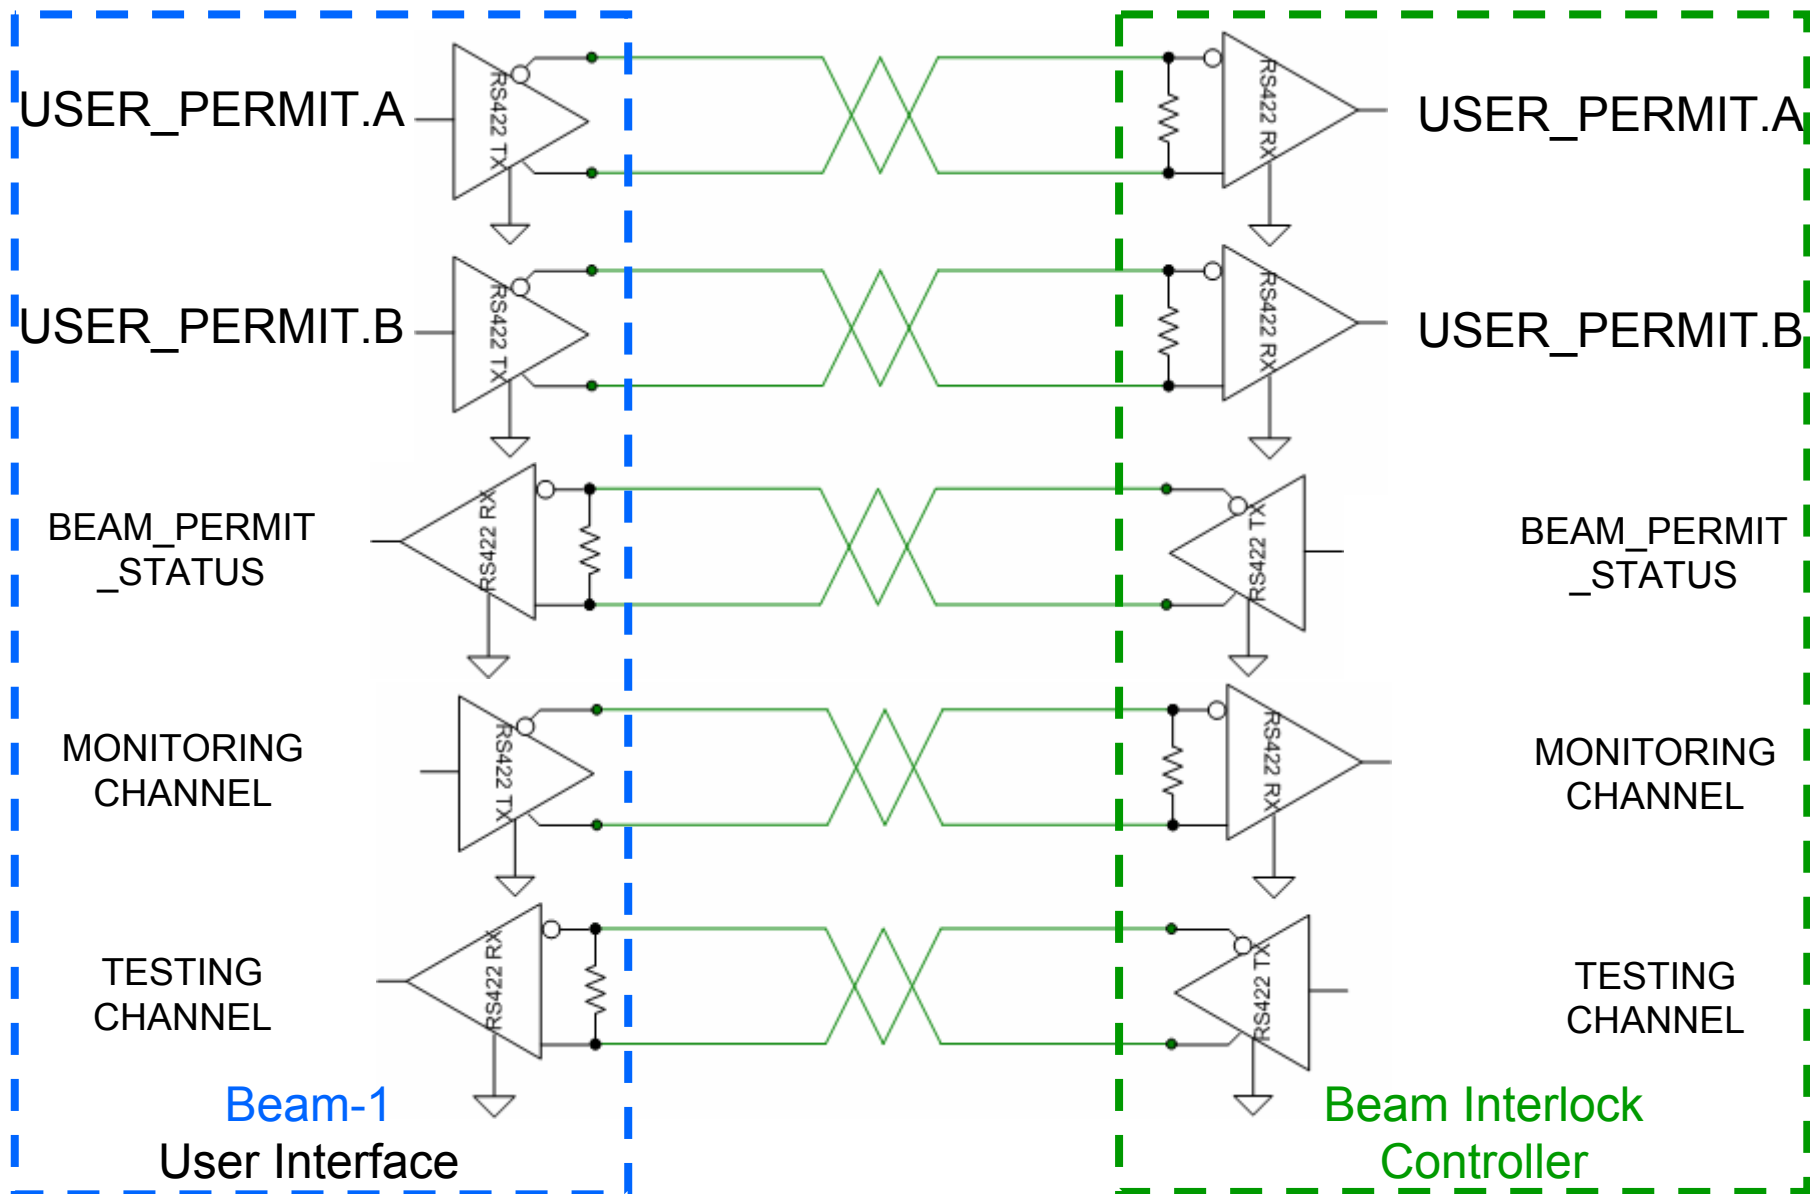 USER_PERMIT.A
RS422 TX
RS422 RX
USER_PERMIT.A
USER_PERMIT.B
RS422 TX
RS422 RX
USER_PERMIT.B
BEAM_PERMIT
_STATUS
RS422 RX
RS422 TX
BEAM_PERMIT
_STATUS
MONITORING
CHANNEL
RS422 TX
RS422 RX
MONITORING
CHANNEL
TESTING
CHANNEL
RS422 RX
RS422 TX
TESTING
CHANNEL
Beam-1
User Interface
Beam Interlock
Controller